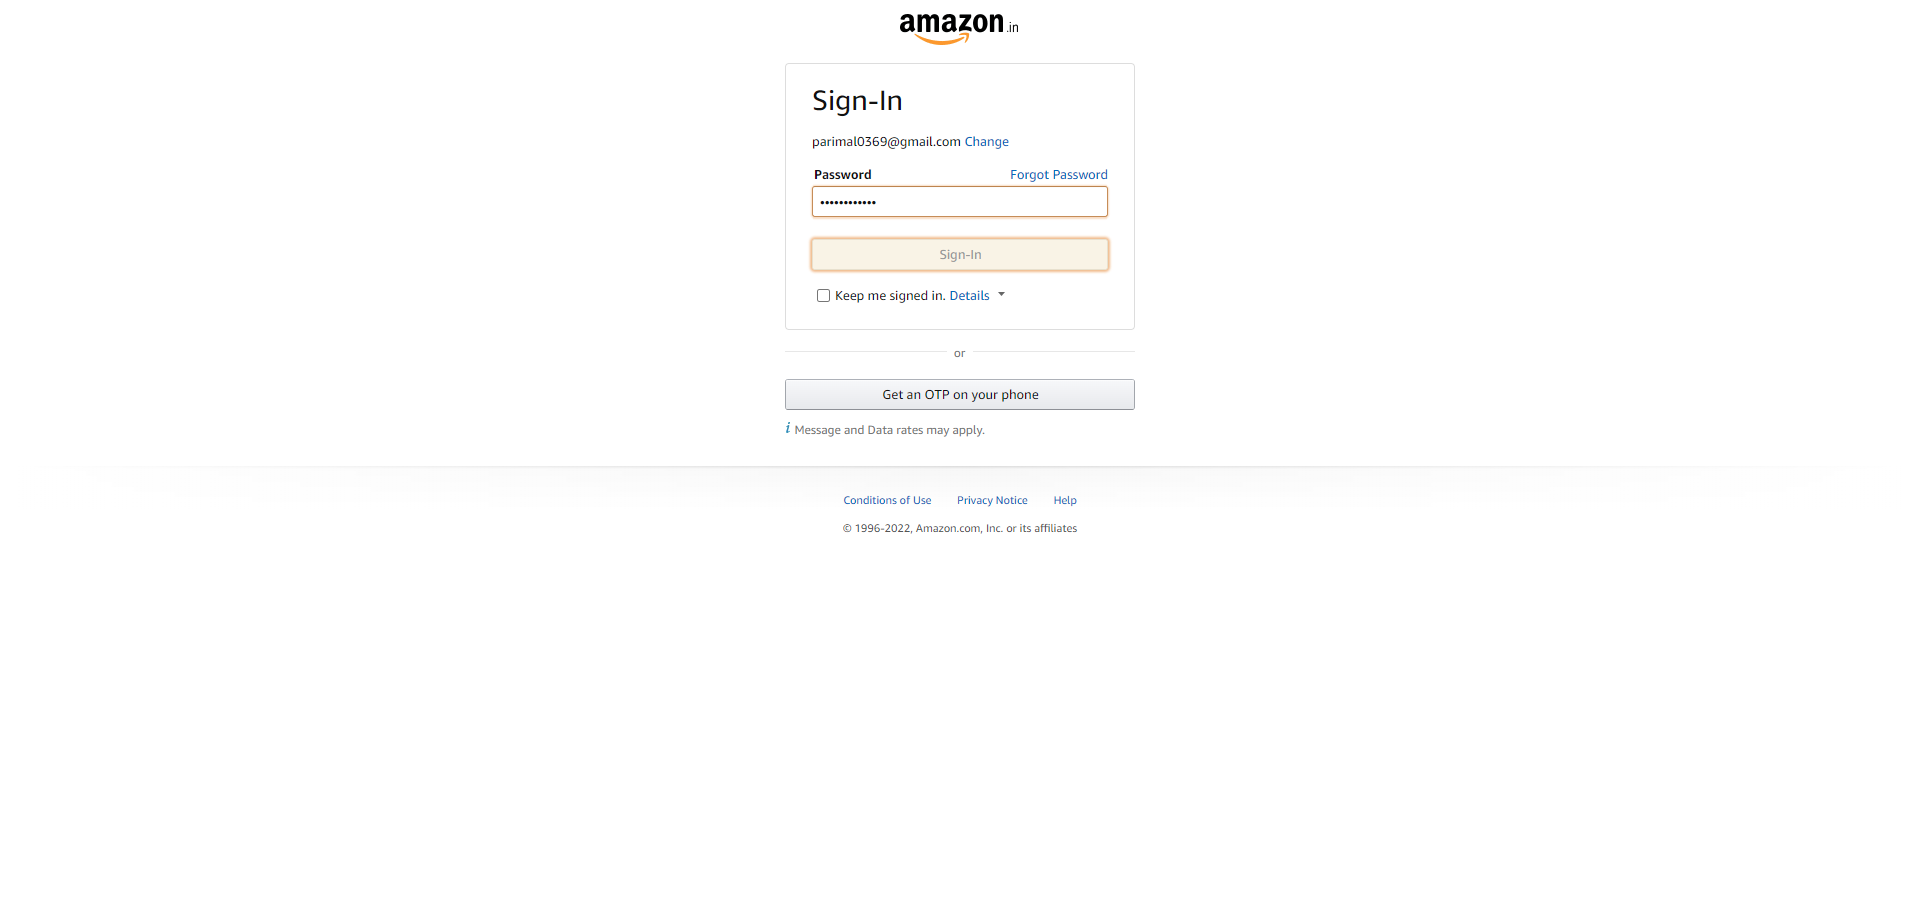 amazon.in
Sign-In
parimal0369@gmail.com Change
Password Forgot Password
••••••••••••
Sign-In
Keep me signed in. Details
or
Get an OTP on your phone
i Message and Data rates may apply.
Conditions of Use Privacy Notice Help
© 1996-2022, Amazon.com, Inc. or its affiliates